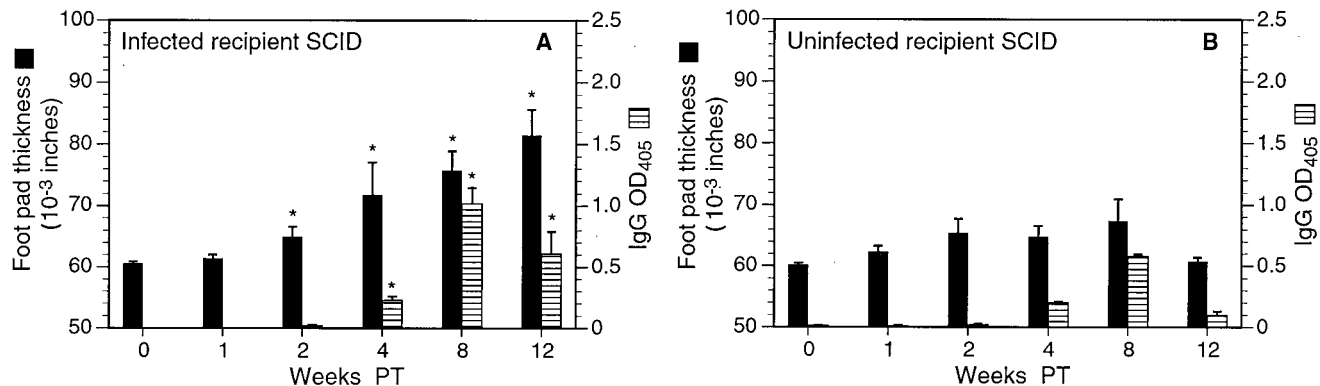 Infected recipient SCID
A
Foot pad thickness
(10-3 inches)
100
90
80
70
60
50
2.5
2.0
1.5
1.0
0.5
0
IgG OD405
* * * * * * *
0 1 2 4 8 12
Weeks PT
Uninfected recipient SCID
B
Foot pad thickness
(10-3 inches)
100
90
80
70
60
50
2.5
2.0
1.5
1.0
0.5
0
IgG OD405
0 1 2 4 8 12
Weeks PT